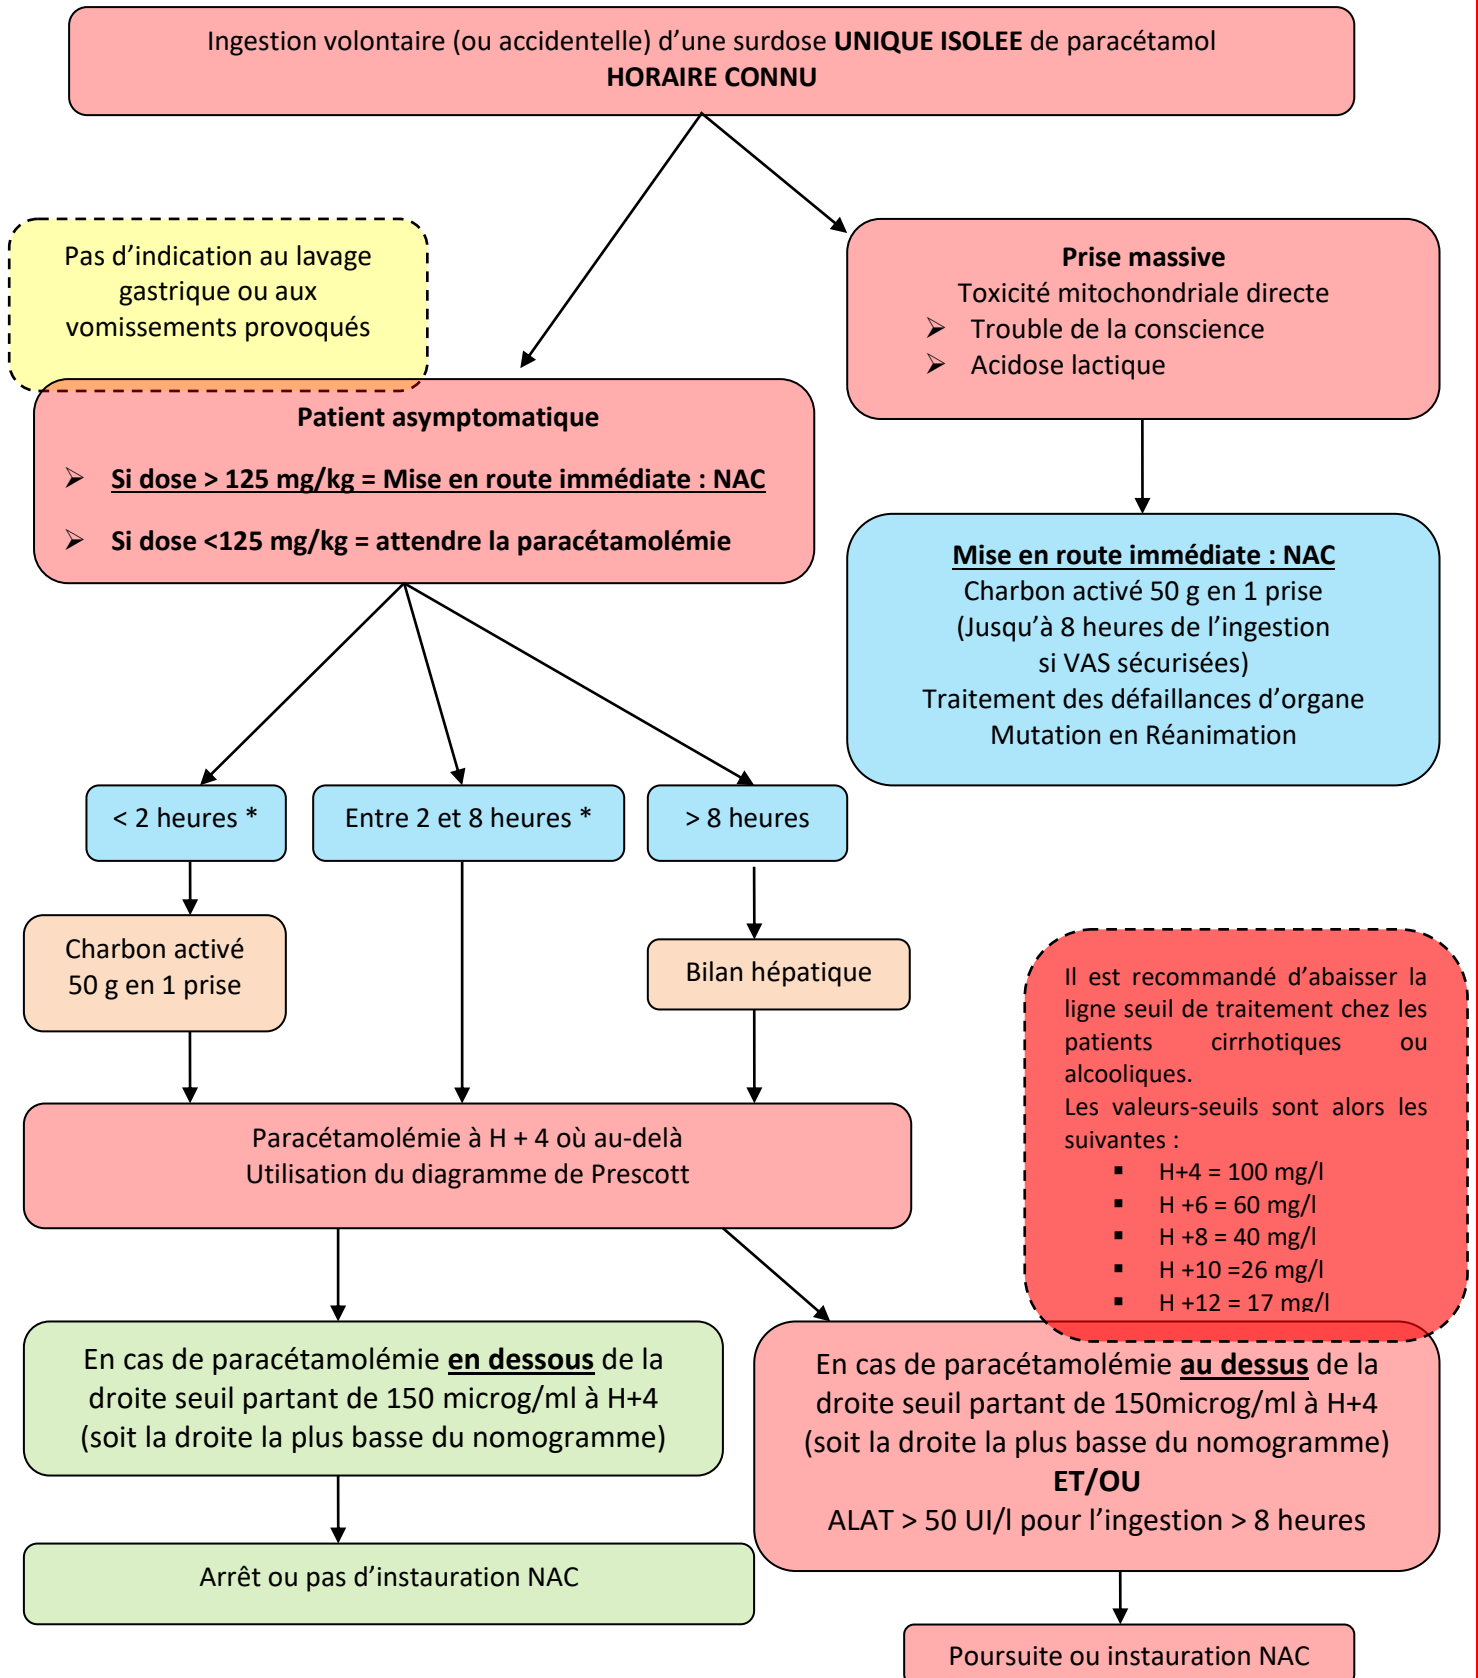 Ingestion volontaire (ou accidentelle) d’une surdose UNIQUE ISOLEE de paracétamol
HORAIRE CONNU
Pas d’indication au lavage
gastrique ou aux
vomissements provoqués
Prise massive
Toxicité mitochondriale directe
➢ Trouble de la conscience
➢ Acidose lactique
Patient asymptomatique
➢ Si dose > 125 mg/kg = Mise en route immédiate : NAC
➢ Si dose <125 mg/kg = attendre la paracétamolémie
Mise en route immédiate : NAC
Charbon activé 50 g en 1 prise
(Jusqu’à 8 heures de l’ingestion
si VAS sécurisées)
Traitement des défaillances d’organe
Mutation en Réanimation
< 2 heures *
Entre 2 et 8 heures *
> 8 heures
Charbon activé
50 g en 1 prise
Bilan hépatique
Il est recommandé d’abaisser la
ligne seuil de traitement chez les
patients cirrhotiques ou
alcooliques.
Les valeurs-seuils sont alors les
suivantes :
▪ H+4 = 100 mg/l
▪ H +6 = 60 mg/l
▪ H +8 = 40 mg/l
▪ H +10 =26 mg/l
▪ H +12 = 17 mg/l
Paracétamolémie à H + 4 où au-delà
Utilisation du diagramme de Prescott
En cas de paracétamolémie en dessous de la
droite seuil partant de 150 microg/ml à H+4
(soit la droite la plus basse du nomogramme)
En cas de paracétamolémie au dessus de la
droite seuil partant de 150microg/ml à H+4
(soit la droite la plus basse du nomogramme)
ET/OU
ALAT > 50 UI/l pour l’ingestion > 8 heures
Arrêt ou pas d’instauration NAC
Poursuite ou instauration NAC